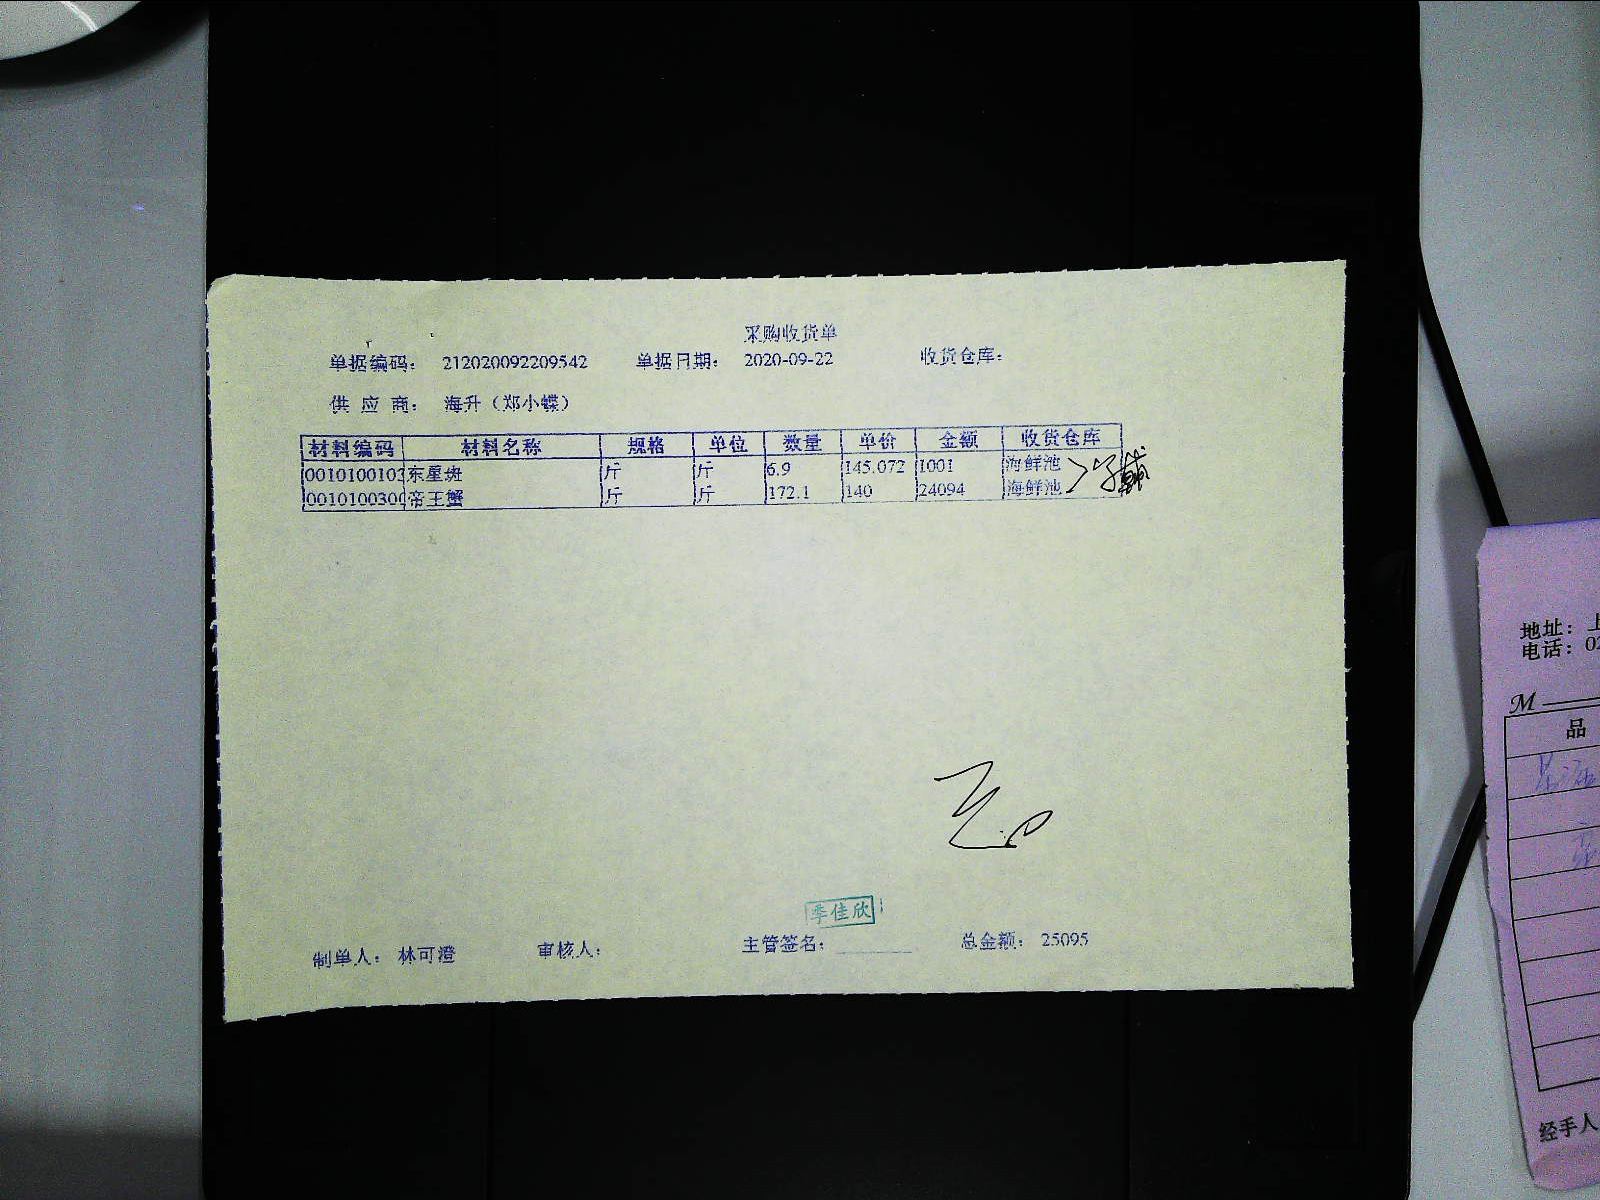 采购收货单
单据编码： 212020092209542 单据日期： 2020-09-22 收货仓库：
供 应 商： 海升（郑小蝶）
材料编码 材料名称 规格 单位 数量 单价 金额 收货仓库
0010100103 东星斑 斤 斤 6.9 145.072 1001 海鲜池
001010030 帝王蟹 斤 斤 172.1 140 24094 海鲜池
季佳欣
制单人： 林可澄 审核人： 主管签名： 总金额： 25095
地址：上
电话：02
M
品
经手人